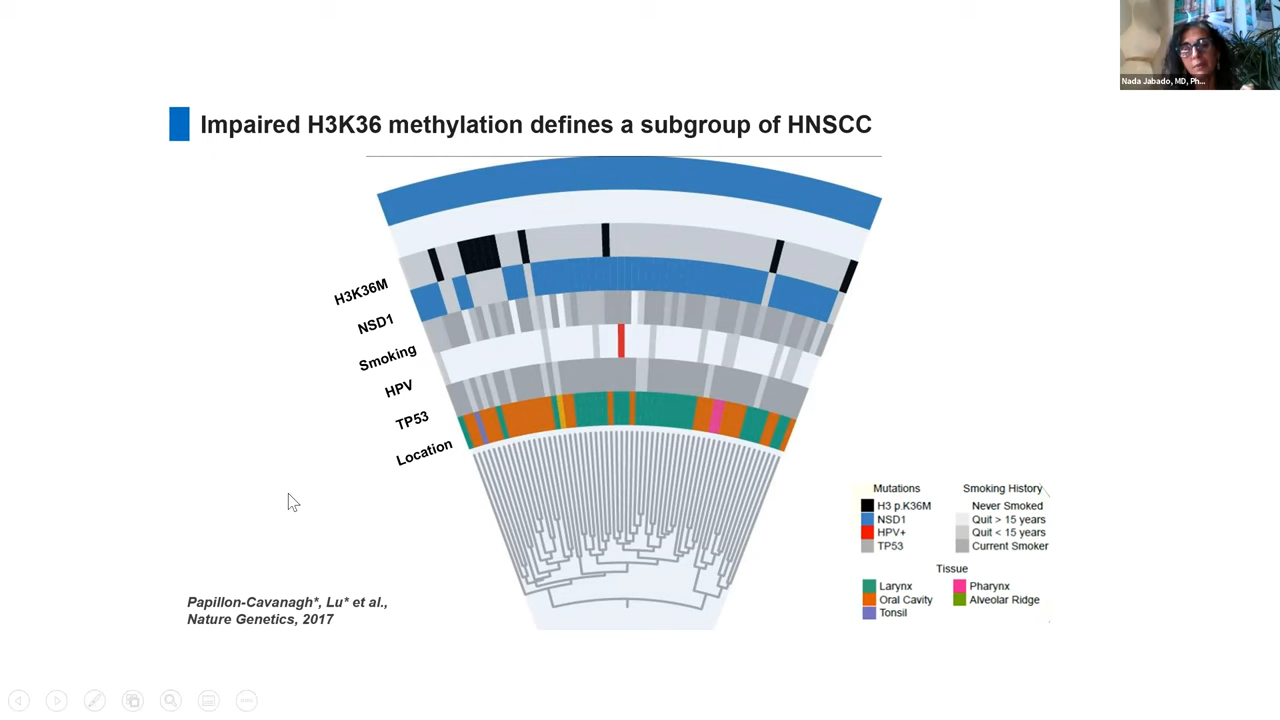 Nada Jabado, MD, Ph...
Impaired H3K36 methylation defines a subgroup of HNSCC
H3K36M
NSD1
Smoking
HPV
TP53
Location
Mutations
H3 p.K36M
NSD1
HPV+
TP53
Smoking History
Never Smoked
Quit > 15 years
Quit < 15 years
Current Smoker
Tissue
Larynx
Oral Cavity
Tonsil
Pharynx
Alveolar Ridge
Papillon-Cavanagh*, Lu* et al.,
Nature Genetics, 2017